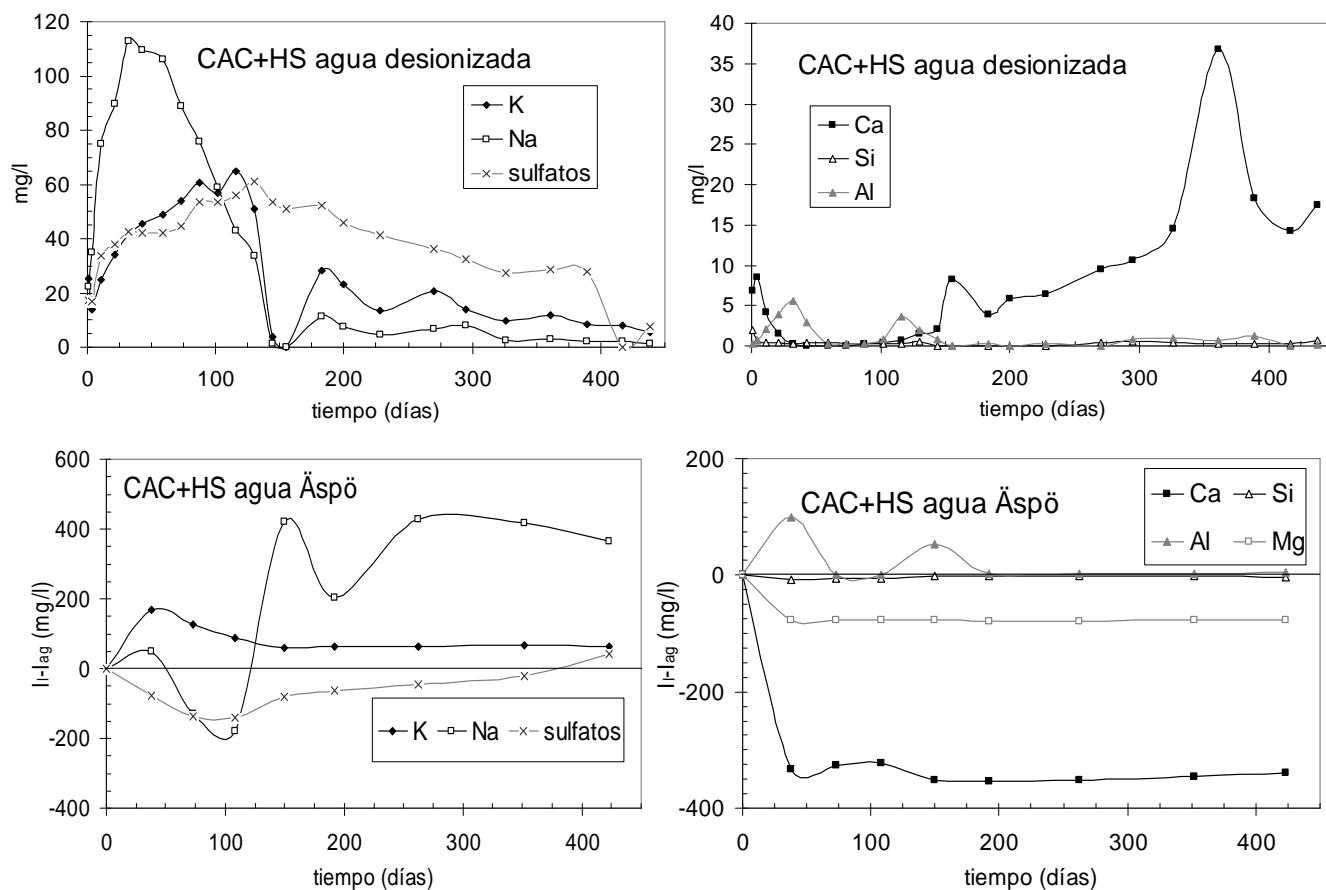 CAC+HS agua desionizada
K
Na
sulfatos
mg/l
120
100
80
60
40
20
0
0 100 200 300 400
tiempo (días)
CAC+HS agua desionizada
Ca
Si
Al
mg/l
40
35
30
25
20
15
10
5
0
0 100 200 300 400
tiempo (días)
CAC+HS agua Äspö
K Na sulfatos
Il-Iag (mg/l)
600
400
200
0
-200
-400
0 100 200 300 400
tiempo (días)
CAC+HS agua Äspö
Ca Si
Al Mg
Il-Iag (mg/l)
200
0
-200
-400
0 100 200 300 400
tiempo (días)